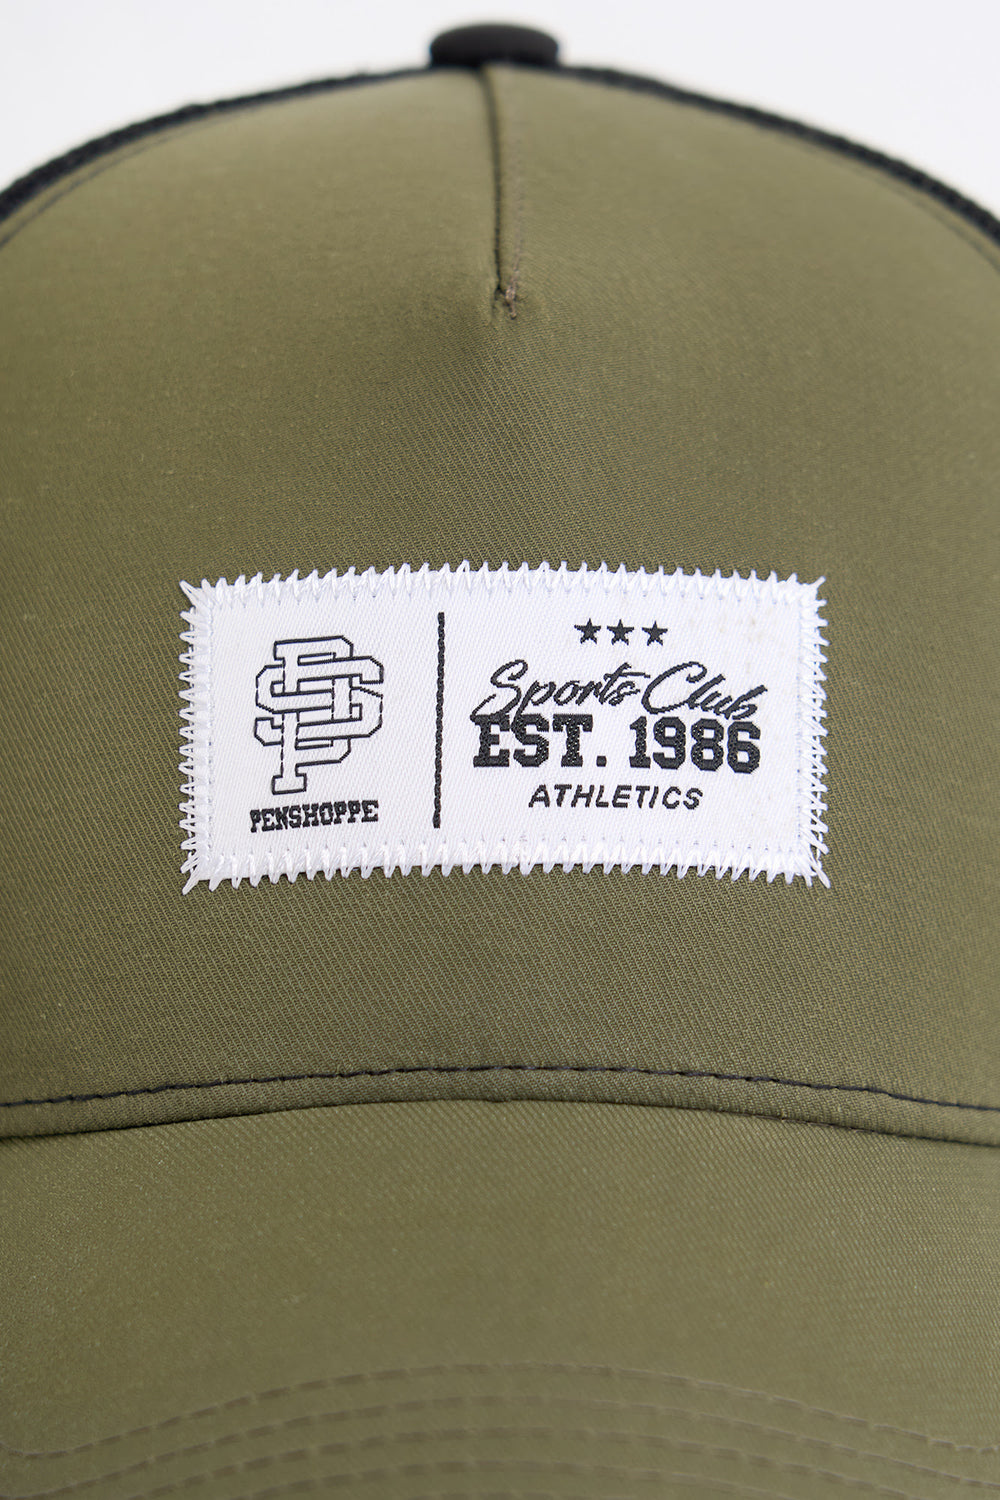 PENSHOPPE
Sports Club
EST. 1986
ATHLETICS